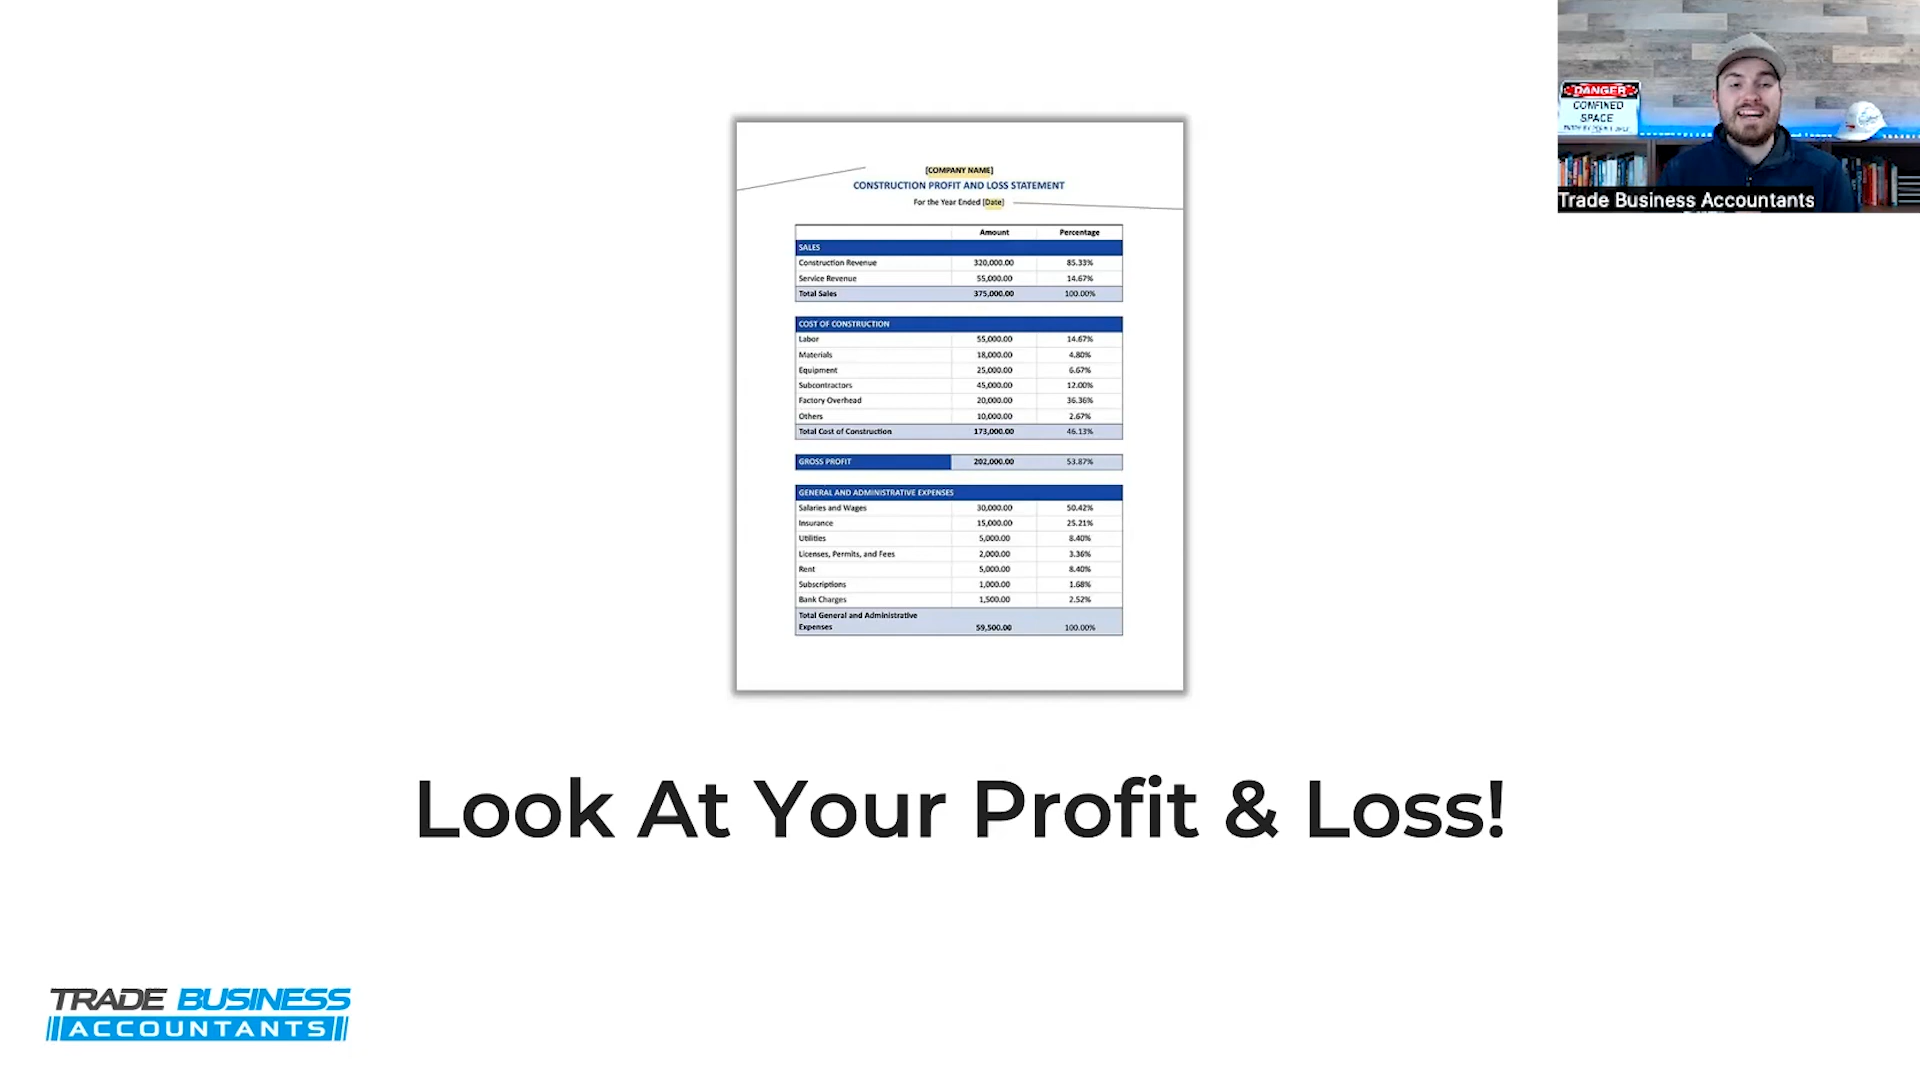 [COMPANY NAME]
CONSTRUCTION PROFIT AND LOSS STATEMENT
For the Year Ended [Date]
Amount Percentage
SALES
Construction Revenue 320,000.00 85.33%
Service Revenue 55,000.00 14.67%
Total Sales 375,000.00 100.00%
COST OF CONSTRUCTION
Labor 55,000.00 14.67%
Materials 18,000.00 4.80%
Equipment 25,000.00 6.67%
Subcontractors 45,000.00 12.00%
Factory Overhead 20,000.00 36.36%
Others 10,000.00 2.67%
Total Cost of Construction 173,000.00 46.13%
GROSS PROFIT 202,000.00 53.87%
GENERAL AND ADMINISTRATIVE EXPENSES
Salaries and Wages 30,000.00 50.42%
Insurance 15,000.00 25.21%
Utilities 5,000.00 8.40%
Licenses, Permits, and Fees 2,000.00 3.36%
Rent 5,000.00 8.40%
Subscriptions 1,000.00 1.68%
Bank Charges 1,500.00 2.52%
Total General and Administrative
Expenses 59,500.00 100.00%
DANGER
CONFINED
SPACE
Trade Business Accountants
Look At Your Profit & Loss!
TRADE BUSINESS
ACCOUNTANTS